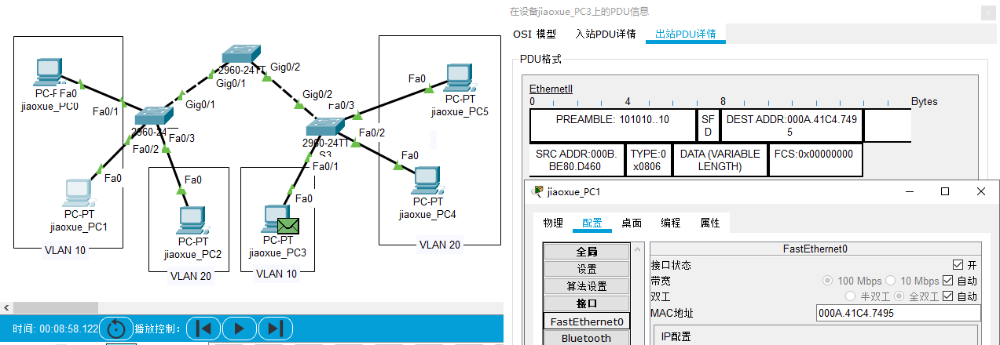 2960-24TT
Gig0/2
Gig0/1
PC-P
Fa0
jiaoxue_PC0
Fa0/1
Gig0/1
2960-24
Fa0/3
Fa0/2
Fa0
PC-PT
jiaoxue_PC1
VLAN 10
Fa0
PC-PT
jiaoxue_PC2
VLAN 20
Gig0/2
Fa0/3
2960-24TT
S3
Fa0/2
Fa0/1
Fa0
PC-PT
jiaoxue_PC3
VLAN 10
Fa0
PC-PT
jiaoxue_PC5
Fa0
PC-PT
jiaoxue_PC4
VLAN 20
时间: 00:08:58.122
播放控制:
在设备jiaoxue_PC3上的PDU信息
OSI 模型 入站PDU详情 出站PDU详情
PDU格式
EthernetII
0 4 8 Bytes
PREAMBLE: 101010..10
SF
D
DEST ADDR:000A.41C4.749
5
SRC ADDR:000B.
BE80.D460
TYPE:0
x0806
DATA (VARIABLE
LENGTH)
FCS:0x00000000
jiaoxue_PC1
物理 配置 桌面 编程 属性
全局
设置
算法设置
接口
FastEthernet0
Bluetooth
FastEthernet0
接口状态 开
带宽 100 Mbps 10 Mbps 自动
双工 半双工 全双工 自动
MAC地址 000A.41C4.7495
IP配置